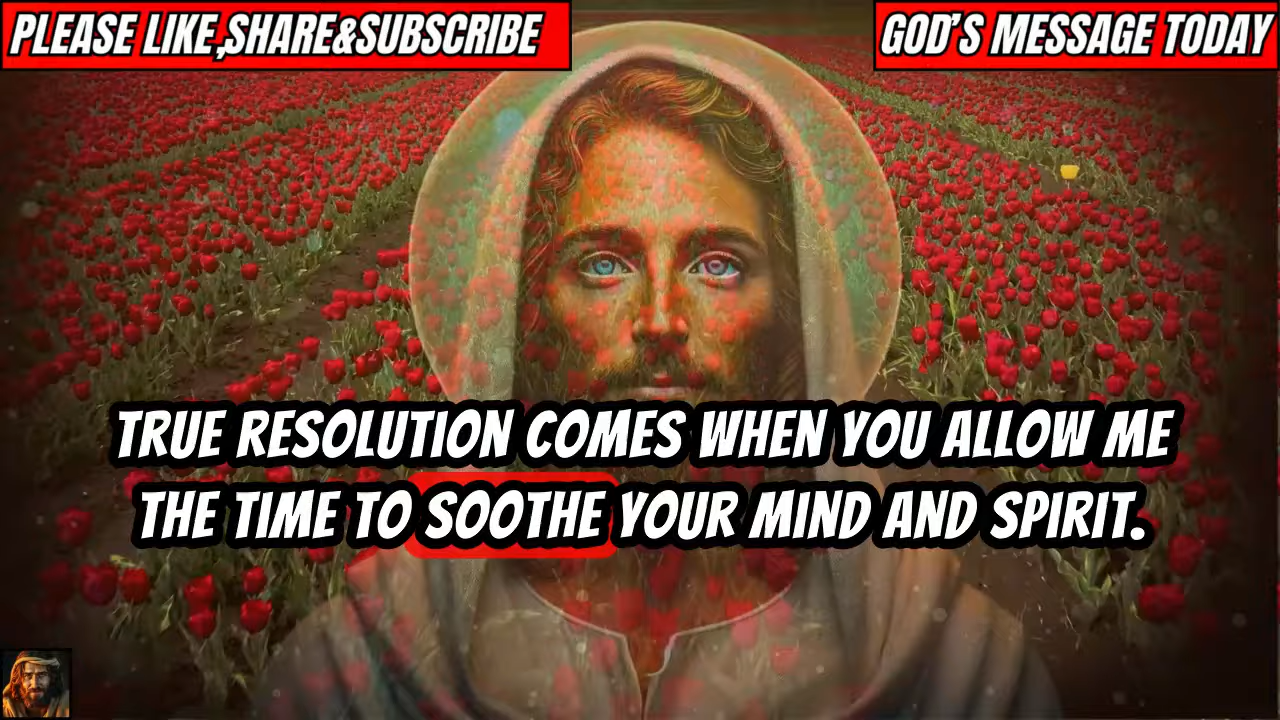 PLEASE LIKE,SHARE&SUBSCRIBE
GOD'S MESSAGE TODAY
TRUE RESOLUTION COMES WHEN YOU ALLOW ME
THE TIME TO SOOTHE YOUR MIND AND SPIRIT.